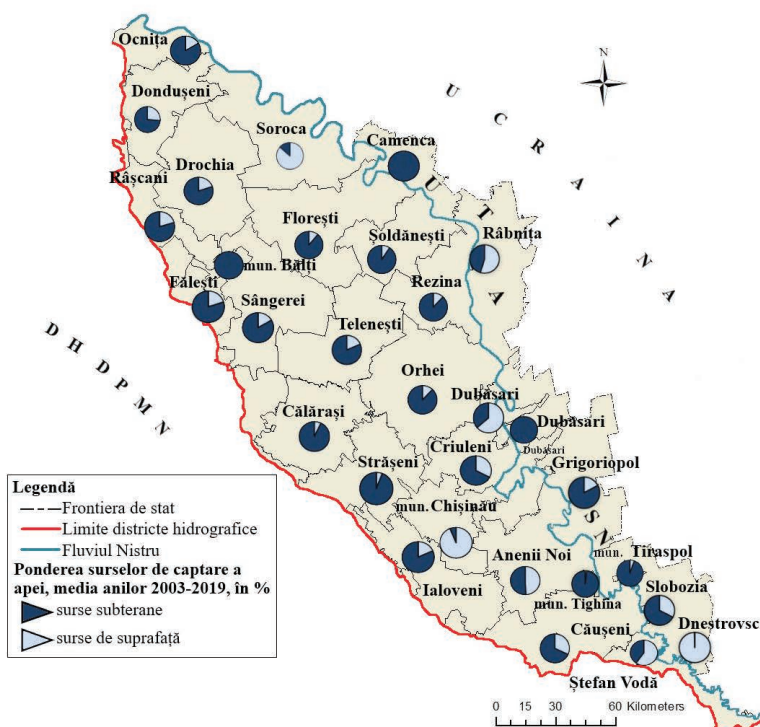 Ocnița
N
Dondușeni
U C R A I N A
Soroca
Camenca
Drochia
U T A S N
Râșcani
Florești
Șoldănești
Râbnița
mun. Bălți
Fălești
Sângerei
Rezina
Telenești
D H D P M N
Orhei
Dubăsari
Dubăsari
Dubăsari
Călărași
Criuleni
Grigoriopol
Strășeni
mun. Chișinău
Anenii Noi
mun. Tiraspol
Ialoveni
mun. Tighina
Slobozia
Căușeni
Dnestrovsc
Ștefan Vodă
Legendă
Frontiera de stat
Limite districte hidrografice
Fluviul Nistru
Ponderea surselor de captare a
apei, media anilor 2003-2019, în %
surse subterane
surse de suprafață
0 15 30 60 Kilometers